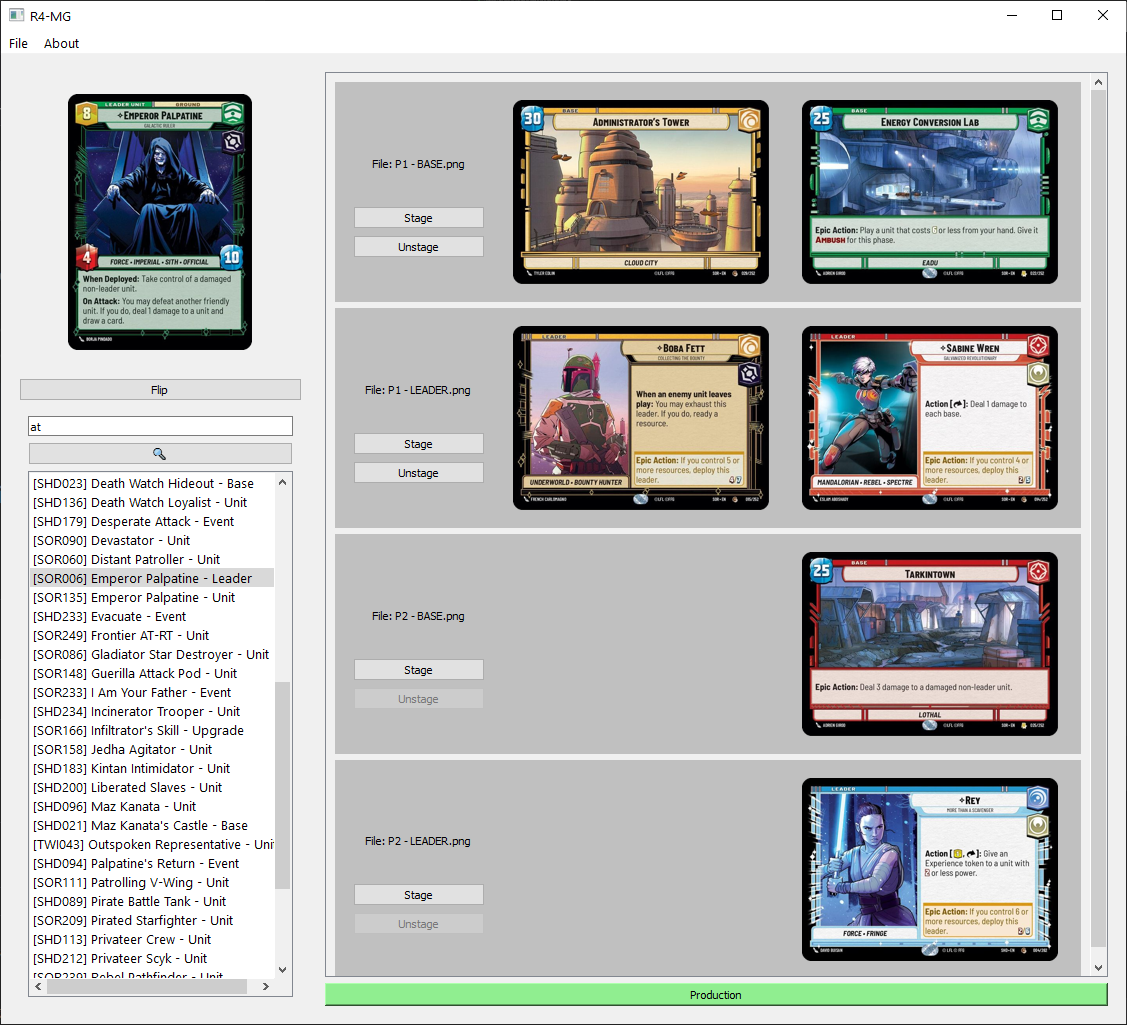 R4-MG
File About
8
LEADER UNIT GROUND
EMPEROR PALPATINE
GALACTIC RULER
4
10
FORCE • IMPERIAL • SITH • OFFICIAL
When Deployed: Take control of a damaged
non-leader unit.
On Attack: You may defeat another friendly
unit. If you do, deal 1 damage to a unit and
draw a card.
BORJA PINDADO
Flip
at
[SHD023] Death Watch Hideout - Base
[SHD136] Death Watch Loyalist - Unit
[SHD179] Desperate Attack - Event
[SOR090] Devastator - Unit
[SOR060] Distant Patroller - Unit
[SOR006] Emperor Palpatine - Leader
[SOR135] Emperor Palpatine - Unit
[SHD233] Evacuate - Event
[SOR249] Frontier AT-RT - Unit
[SOR086] Gladiator Star Destroyer - Unit
[SOR148] Guerilla Attack Pod - Unit
[SOR233] I Am Your Father - Event
[SHD234] Incinerator Trooper - Unit
[SOR166] Infiltrator's Skill - Upgrade
[SOR158] Jedha Agitator - Unit
[SHD183] Kintan Intimidator - Unit
[SHD200] Liberated Slaves - Unit
[SHD096] Maz Kanata - Unit
[SHD021] Maz Kanata's Castle - Base
[TWI043] Outspoken Representative - Uni
[SHD094] Palpatine's Return - Event
[SOR111] Patrolling V-Wing - Unit
[SHD089] Pirate Battle Tank - Unit
[SOR209] Pirated Starfighter - Unit
[SHD113] Privateer Crew - Unit
[SHD212] Privateer Scyk - Unit
[SOR239] Rebel Pathfinder - Unit
File: P1 - BASE.png
Stage
Unstage
30
BASE
ADMINISTRATOR'S TOWER
CLOUD CITY
25
BASE
ENERGY CONVERSION LAB
Epic Action: Play a unit that costs 6 or less from your hand. Give it
AMBUSH for this phase.
EADU
File: P1 - LEADER.png
Stage
Unstage
LEADER
BOBA FETT
COLLECTING THE BOUNTY
When an enemy unit leaves
play: You may exhaust this
leader. If you do, ready a
resource.
Epic Action: If you control 5 or
more resources, deploy this
leader.
4/7
UNDERWORLD • BOUNTY HUNTER
LEADER
SABINE WREN
GALVANIZED REVOLUTIONARY
Action [ ]: Deal 1 damage to
each base.
Epic Action: If you control 4 or
more resources, deploy this
leader.
2/5
MANDALORIAN • REBEL • SPECTRE
File: P2 - BASE.png
Stage
Unstage
25
BASE
TARKINTOWN
Epic Action: Deal 3 damage to a damaged non-leader unit.
LOTHAL
File: P2 - LEADER.png
Stage
Unstage
LEADER
REY
MORE THAN A SCAVENGER
Action [ , ]: Give an
Experience token to a unit with
2 or less power.
Epic Action: If you control 6 or
more resources, deploy this
leader.
FORCE • FRINGE
Production